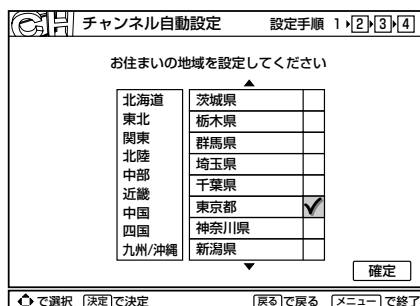 CH チャンネル自動設定 設定手順 1 2 3 4
お住まいの地域を設定してください
北海道
東北
関東
北陸
中部
近畿
中国
四国
九州/沖縄
茨城県
栃木県
群馬県
埼玉県
千葉県
東京都
神奈川県
新潟県
確定
で選択 決定で決定 戻るで戻る メニューで終了